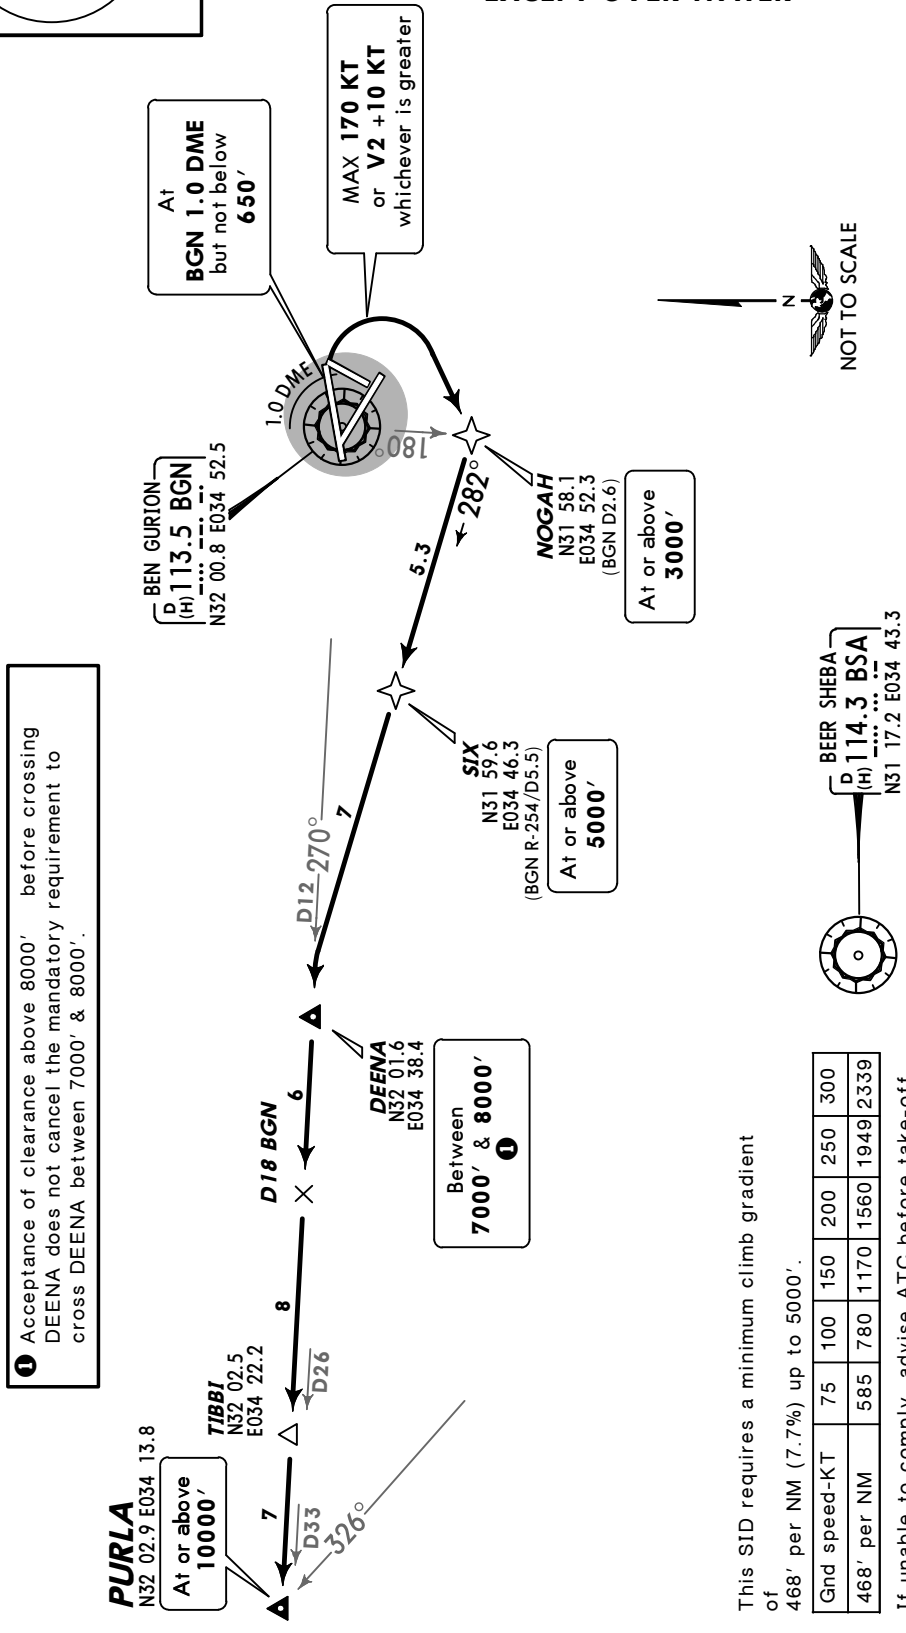 ❶ Acceptance of clearance above 8000' before crossing
DEENA does not cancel the mandatory requirement to
cross DEENA between 7000' & 8000'.
PURLA
N32 02.9 E034 13.8
At or above
10000'
7
D33
326°
TIBBI
N32 02.5
E034 22.2
D26
8
D18 BGN
6
DEENA
N32 01.6
E034 38.4
Between
7000' & 8000'
❶
D12
270°
7
SIX
N31 59.6
E034 46.3
(BGN R-254/D5.5)
At or above
5000'
5.3
282°
NOGAH
N31 58.1
E034 52.3
(BGN D2.6)
At or above
3000'
180°
BEN GURION
D
(H) 113.5 BGN
N32 00.8 E034 52.5
1.0 DME
At
BGN 1.0 DME
but not below
650'
MAX 170 KT
or V2 +10 KT
whichever is greater
BEER SHEBA
D
(H) 114.3 BSA
N31 17.2 E034 43.3
N
NOT TO SCALE
This SID requires a minimum climb gradient
of
468' per NM (7.7%) up to 5000'.
Gnd speed-KT 75 100 150 200 250 300
468' per NM 585 780 1170 1560 1949 2339
If unable to comply, advise ATC before take-off